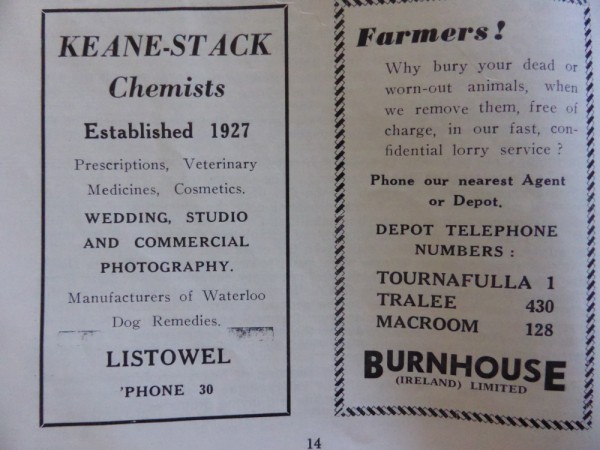 KEANE-STACK
Chemists
Established 1927
Prescriptions, Veterinary
Medicines, Cosmetics.
WEDDING, STUDIO
AND COMMERCIAL
PHOTOGRAPHY.
Manufacturers of Waterloo
Dog Remedies.
LISTOWEL
'PHONE 30
Farmers!
Why bury your dead or
worn-out animals, when
we remove them, free of
charge, in our fast, con-
fidential lorry service ?
Phone our nearest Agent
or Depot.
DEPOT TELEPHONE
NUMBERS :
TOURNAFULLA 1
TRALEE 430
MACROOM 128
BURNHOUSE
(IRELAND) LIMITED
14